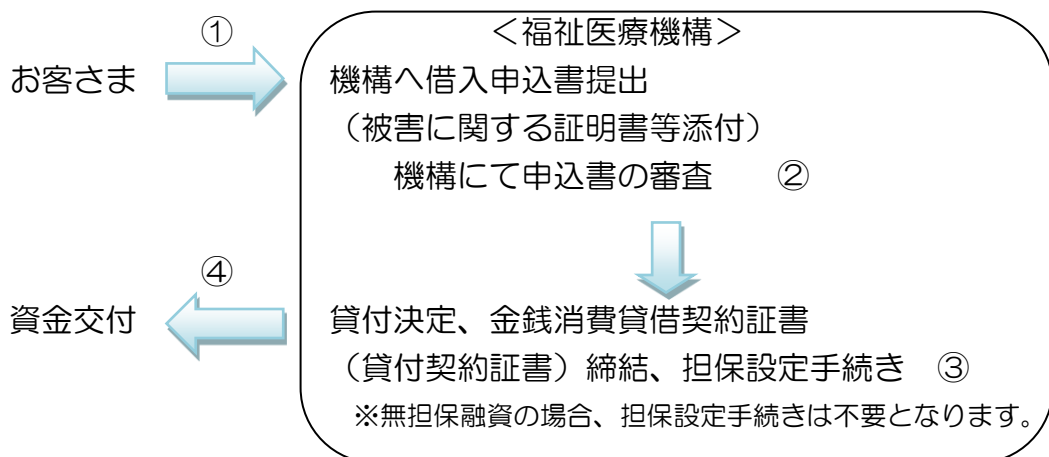 ＜福祉医療機構＞
①
お客さま
機構へ借入申込書提出
（被害に関する証明書等添付）
機構にて申込書の審査　②
④
資金交付
貸付決定、金銭消費貸借契約証書
（貸付契約証書）締結、担保設定手続き　③
※無担保融資の場合、担保設定手続きは不要となります。